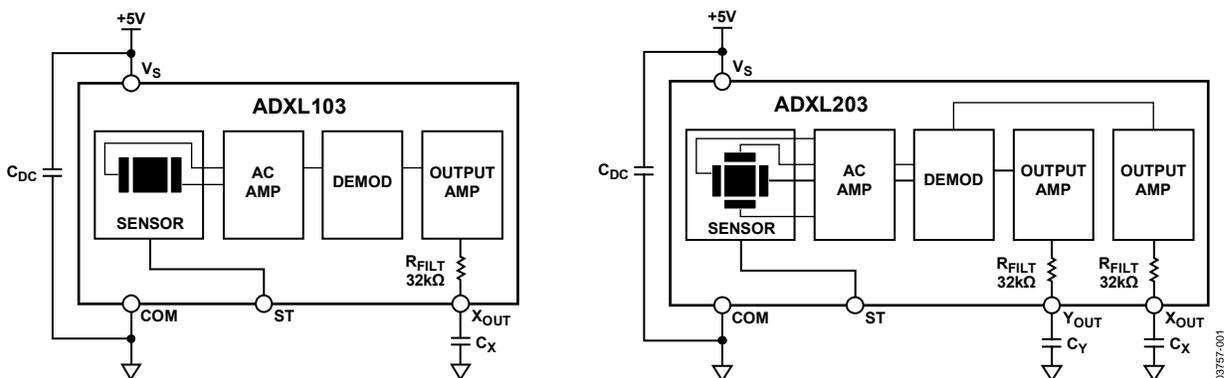 +5V
VS
ADXL103
CDC
SENSOR
AC
AMP
DEMOD
OUTPUT
AMP
RFILT
32kΩ
COM
ST
XOUT
CX
+5V
VS
ADXL203
CDC
SENSOR
AC
AMP
DEMOD
OUTPUT
AMP
OUTPUT
AMP
RFILT
32kΩ
RFILT
32kΩ
COM
ST
YOUT
XOUT
CY
CX
03757-001